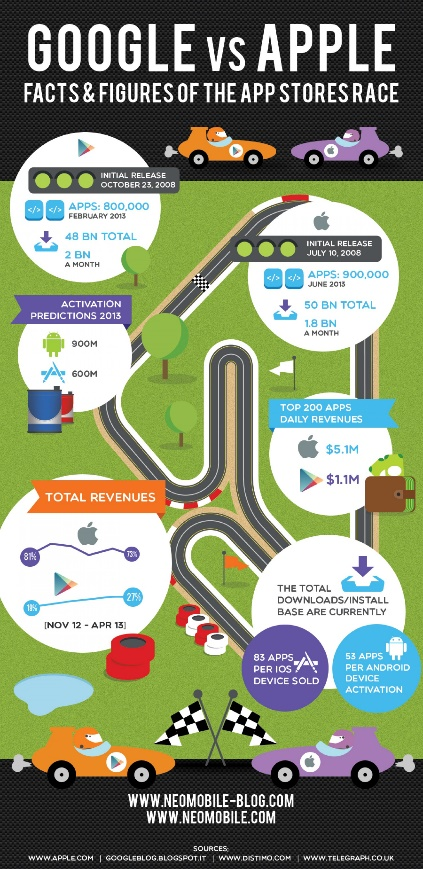 GOOGLE VS APPLE
FACTS & FIGURES OF THE APP STORES RACE
INITIAL RELEASE
OCTOBER 23, 2008
</> </> APPS: 800,000
FEBRUARY 2013
48 BN TOTAL
2 BN
A MONTH
INITIAL RELEASE
JULY 10, 2008
</> </> APPS: 900,000
JUNE 2013
50 BN TOTAL
1.8 BN
A MONTH
ACTIVATION
PREDICTIONS 2013
900M
600M
TOP 200 APPS
DAILY REVENUES
$5.1M
$1.1M
TOTAL REVENUES
81% 73%
19% 27%
[NOV 12 - APR 13]
THE TOTAL
DOWNLOADS/INSTALL
BASE ARE CURRENTLY
83 APPS
PER IOS
DEVICE SOLD
53 APPS
PER ANDROID
DEVICE
ACTIVATION
WWW.NEOMOBILE-BLOG.COM
WWW.NEOMOBILE.COM
SOURCES;
WWW.APPLE.COM | GOOGLEBLOG.BLOGSPOT.IT | WWW.DISTIMO.COM | WWW.TELEGRAPH.CO.UK